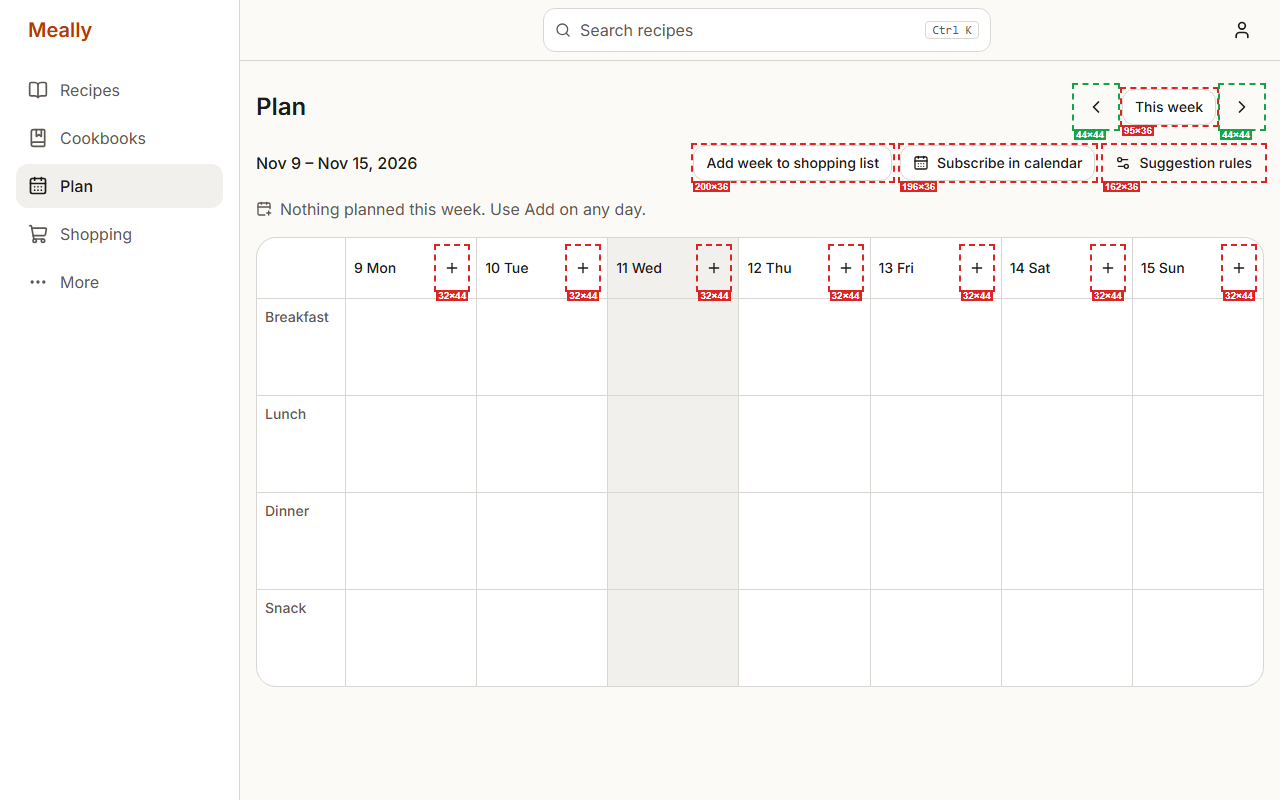 Meally
Search recipes
Ctrl K
Recipes
Cookbooks
Plan
Shopping
More
Plan
This week
44×44
95×36
44×44
Nov 9 – Nov 15, 2026
Add week to shopping list
Subscribe in calendar
Suggestion rules
200×36
196×36
162×36
Nothing planned this week. Use Add on any day.
9 Mon
10 Tue
11 Wed
12 Thu
13 Fri
14 Sat
15 Sun
32×44
32×44
32×44
32×44
32×44
32×44
32×44
Breakfast
Lunch
Dinner
Snack